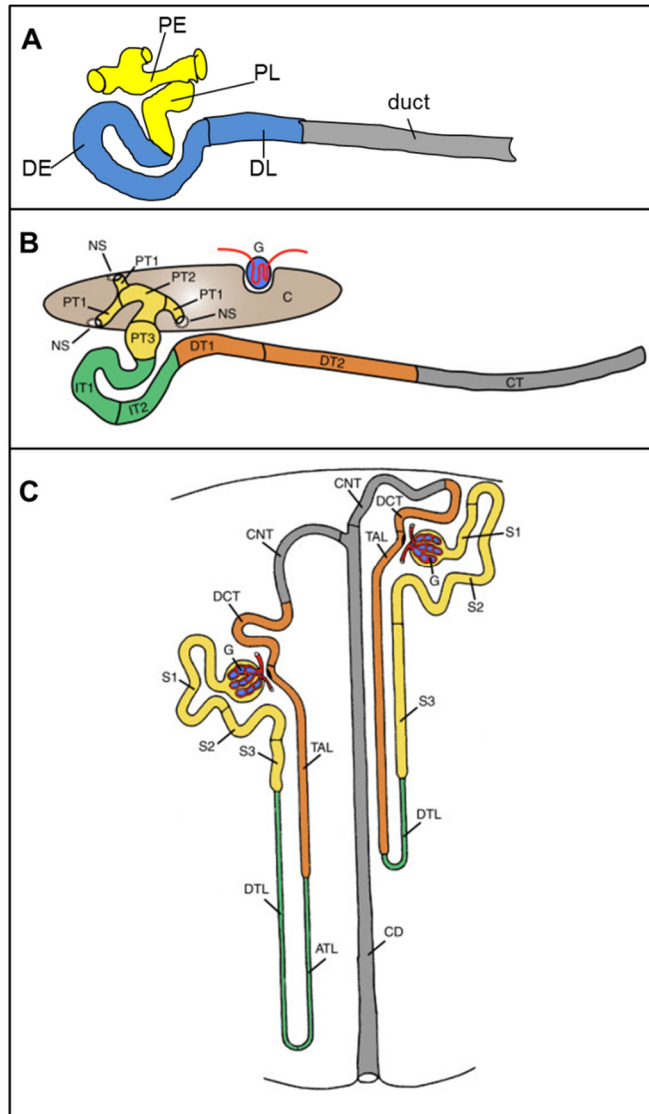 A
PE
PL
duct
DE
DL
B
NS
G
PT1
PT2
PT1
PT1
C
NS
NS
PT3
DT1
DT2
IT1
IT2
CT
C
CNT
DCT
CNT
TAL
S1
G
DCT
S2
G
S1
S3
S2
S3
TAL
DTL
DTL
ATL
CD